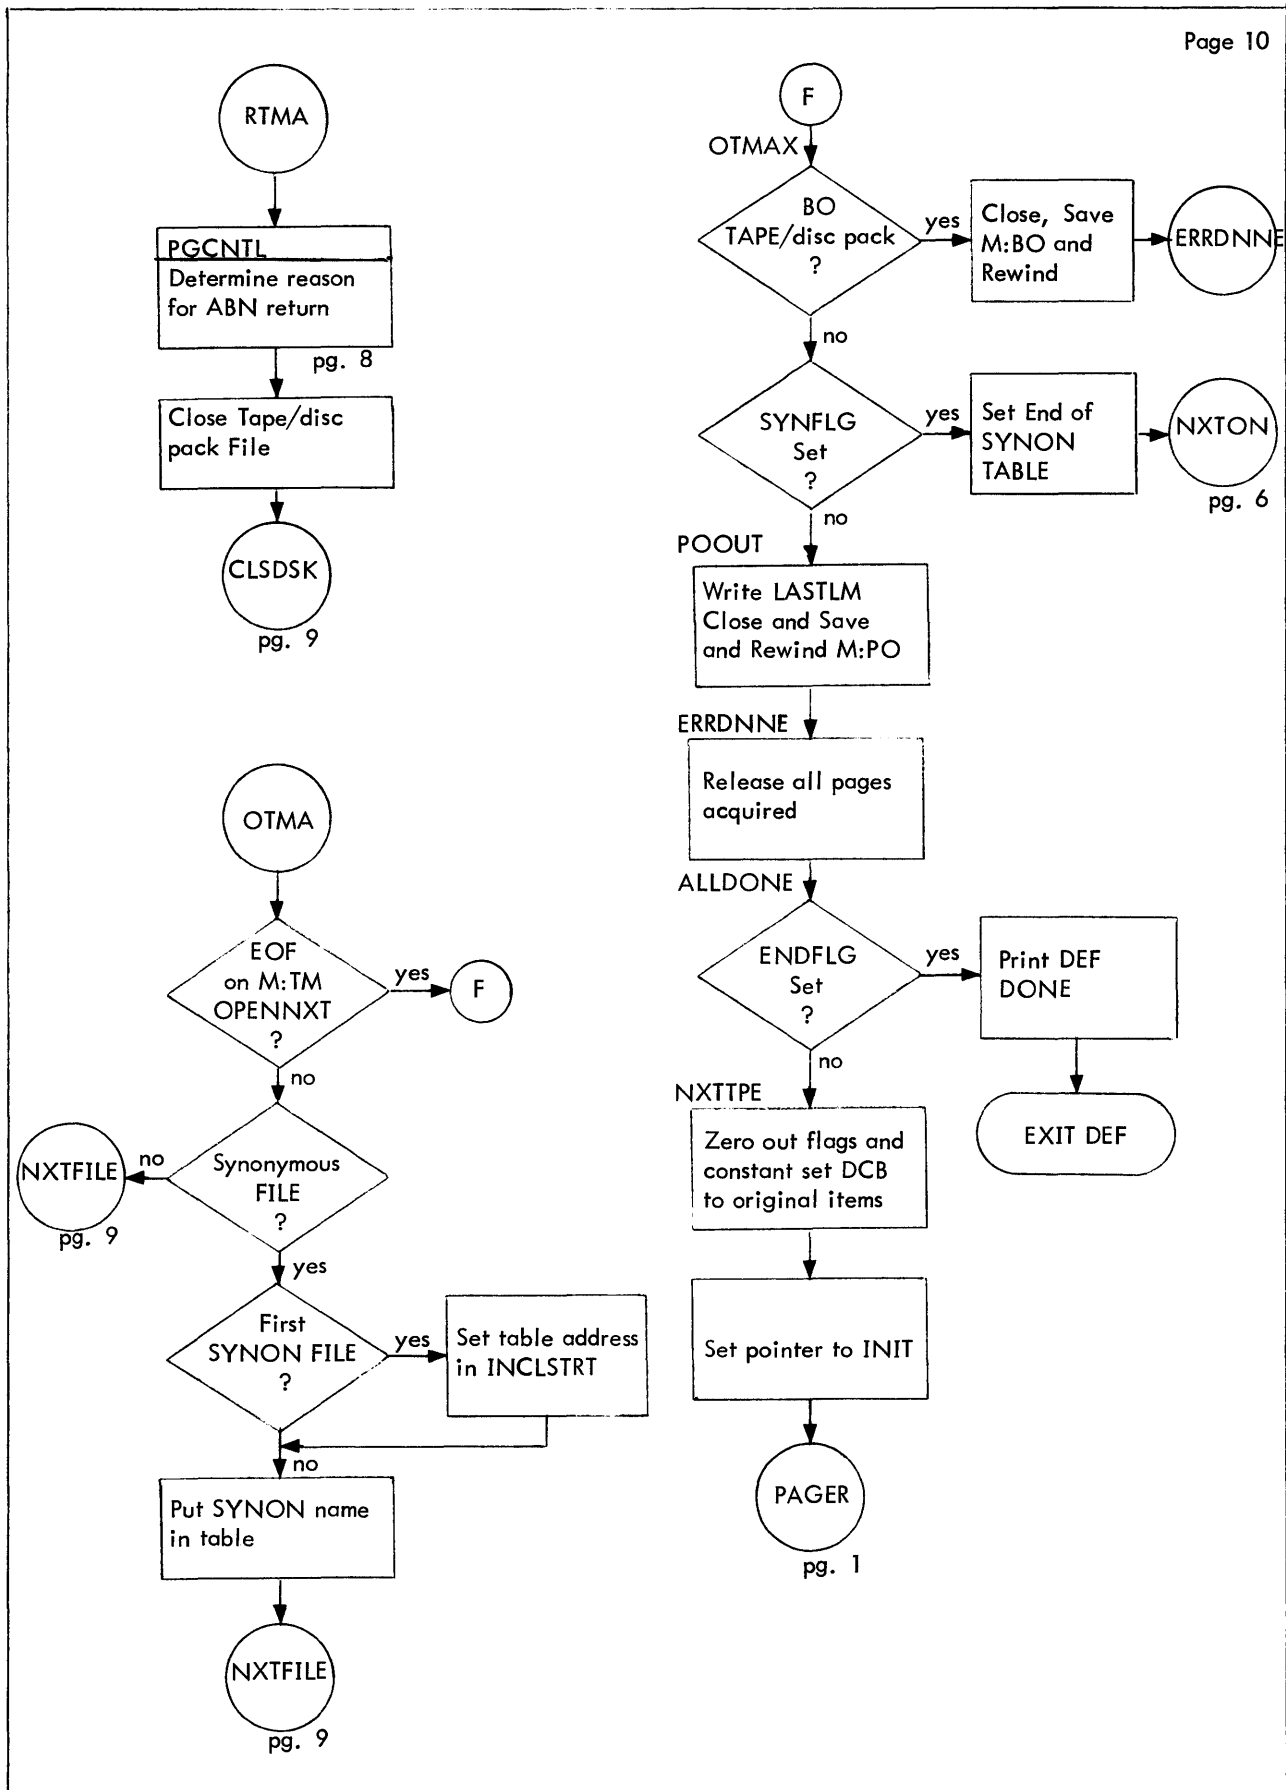 Page 10
RTMA
PGCNTL
Determine reason
for ABN return
pg. 8
Close Tape/disc
pack File
CLSDSK
pg. 9
OTMA
EOF
on M:TM
OPENNXT
?
yes
F
no
Synonymous
FILE
?
no
NXTFILE
pg. 9
yes
First
SYNON FILE
?
yes
Set table address
in INCLSTRT
no
Put SYNON name
in table
NXTFILE
pg. 9
F
OTMAX
BO
TAPE/disc pack
?
yes
Close, Save
M:BO and
Rewind
ERRDNNE
no
SYNFLG
Set
?
yes
Set End of
SYNON
TABLE
NXTON
pg. 6
no
POOUT
Write LASTLM
Close and Save
and Rewind M:PO
ERRDNNE
Release all pages
acquired
ALLDONE
ENDFLG
Set
?
yes
Print DEF
DONE
EXIT DEF
no
NXTTPE
Zero out flags and
constant set DCB
to original items
Set pointer to INIT
PAGER
pg. 1